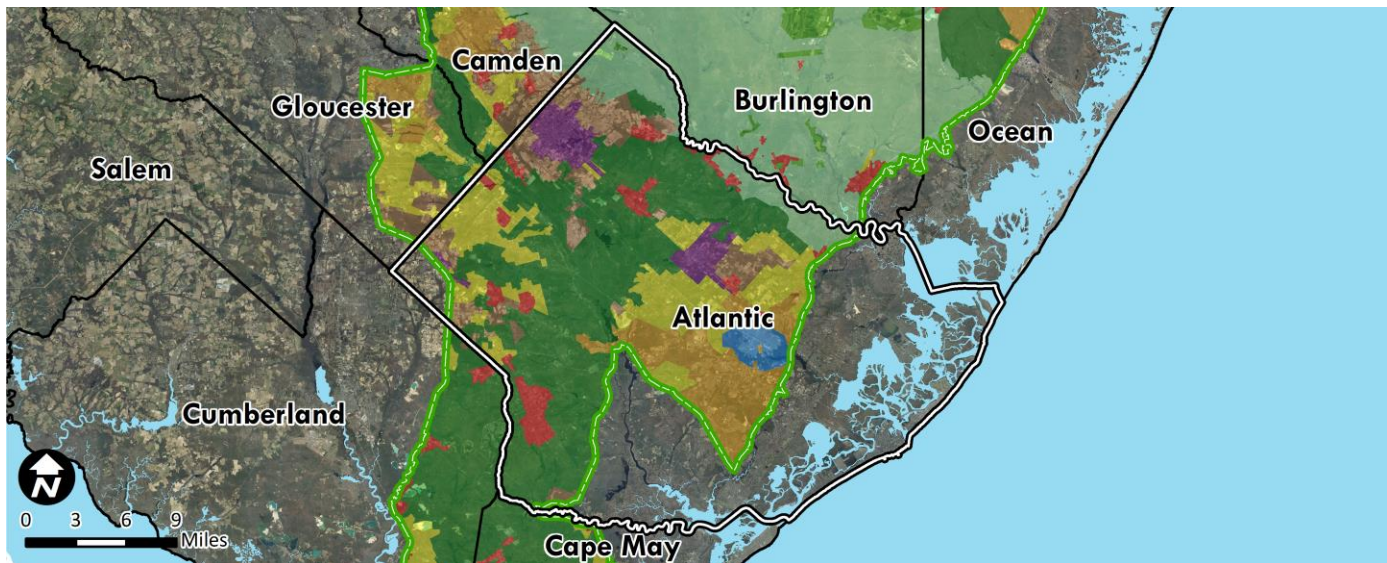 Camden
Gloucester
Burlington
Ocean
Salem
Atlantic
Cumberland
N
0 3 6 9
Miles
Cape May